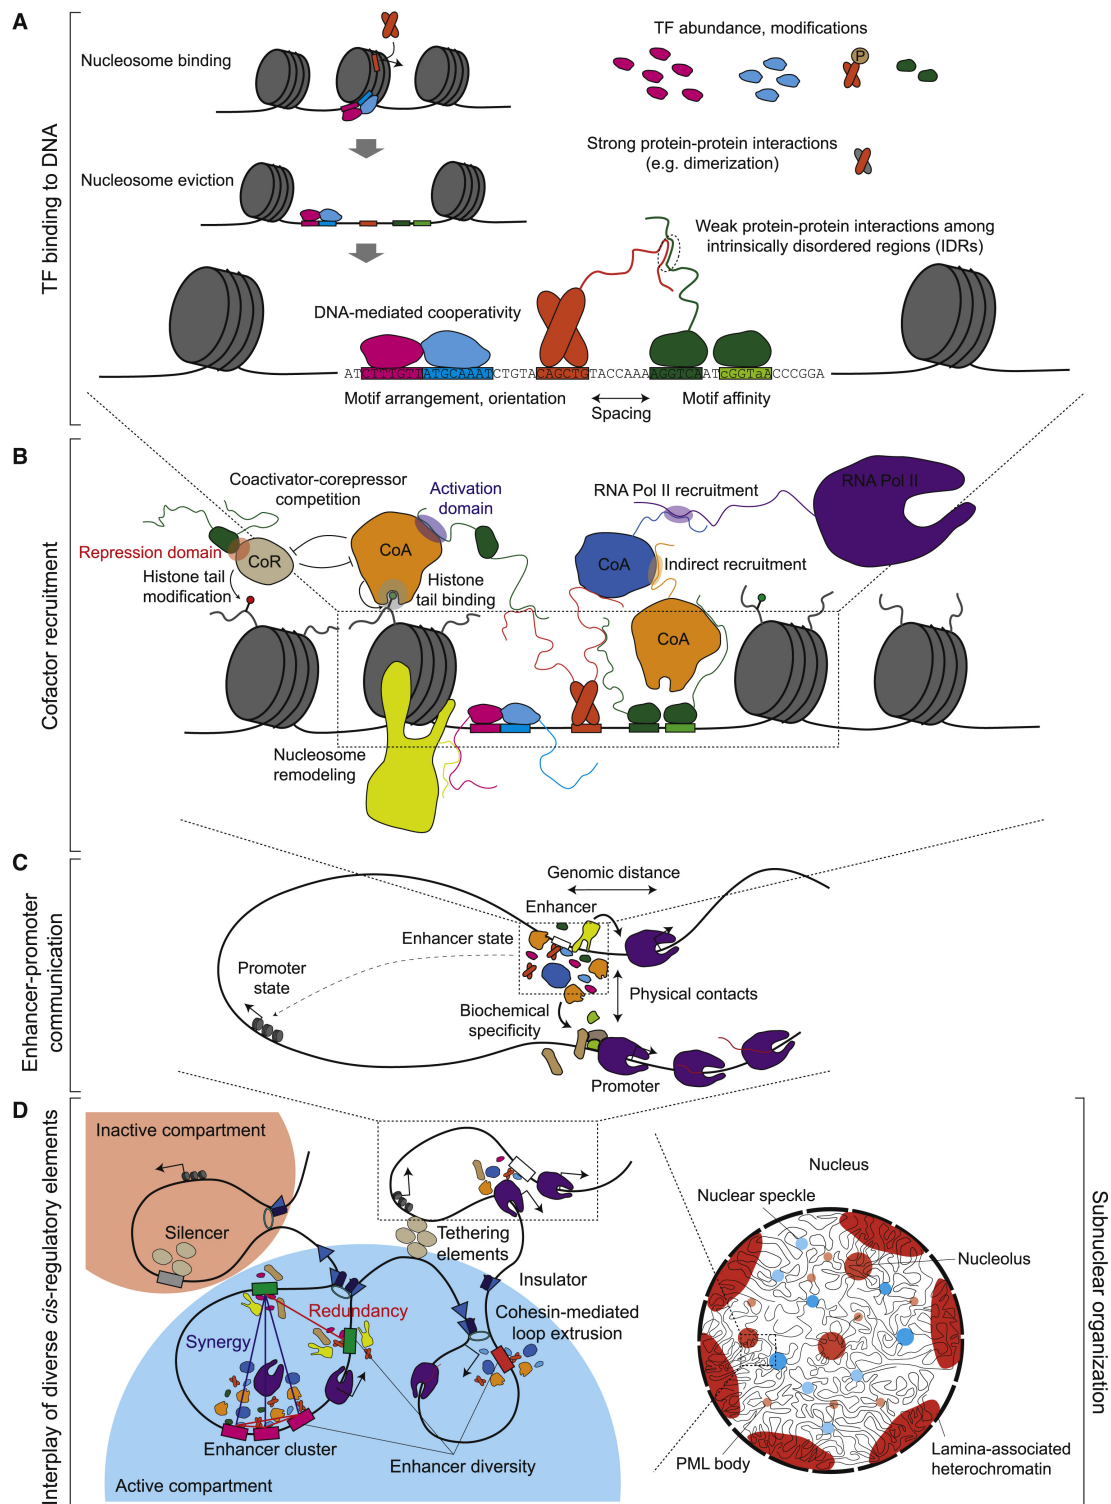 A
TF binding to DNA
Nucleosome binding
TF abundance, modifications
P
Strong protein-protein interactions
(e.g. dimerization)
Nucleosome eviction
Weak protein-protein interactions among
intrinsically disordered regions (IDRs)
DNA-mediated cooperativity
ATCTTTGTTATGCAAATCTGTACAGCTGTACCAAAAGGTCAATcGGTaACCCGGA
Motif arrangement, orientation
Spacing
Motif affinity
B
Cofactor recruitment
Coactivator-corepressor
competition
Activation
domain
RNA Pol II recruitment
RNA Pol II
Repression domain
CoR
CoA
CoA
Indirect recruitment
Histone tail
modification
Histone
tail binding
CoA
Nucleosome
remodeling
C
Enhancer-promoter
communication
Genomic distance
Enhancer
Enhancer state
Promoter
state
Physical contacts
Biochemical
specificity
Promoter
D
Interplay of diverse cis-regulatory elements
Inactive compartment
Silencer
Tethering
elements
Insulator
Redundancy
Cohesin-mediated
loop extrusion
Synergy
Enhancer cluster
Enhancer diversity
Active compartment
Nucleus
Nuclear speckle
Nucleolus
PML body
Lamina-associated
heterochromatin
Subnuclear organization